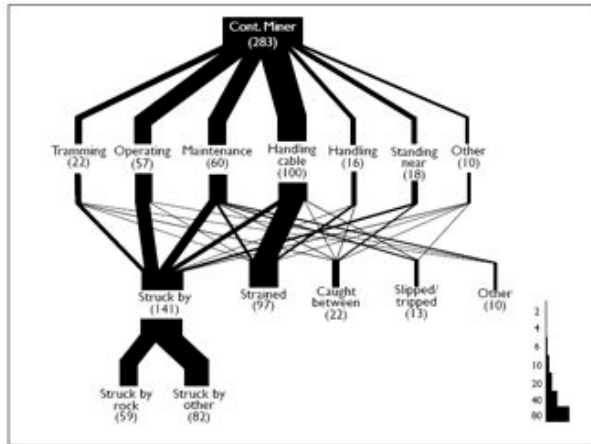 Cont. Miner
(283)
Tramming
(22)
Operating
(57)
Maintenance
(60)
Handling
cable
(100)
Handling
(16)
Standing
near
(18)
Other
(10)
Struck by
(141)
Strained
(97)
Caught
between
(22)
Slipped/
tripped
(13)
Other
(10)
Struck by
rock
(59)
Struck by
other
(82)
2
4
6
10
20
40
80